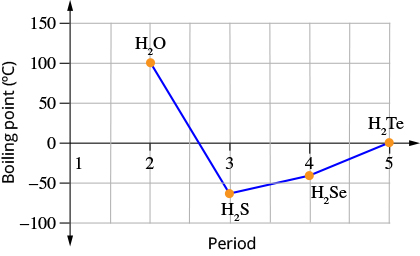 150
H₂O
100
50
H₂Te
0
1 2 3 4 5
−50
H₂Se
H₂S
−100
Boiling point (°C)
Period